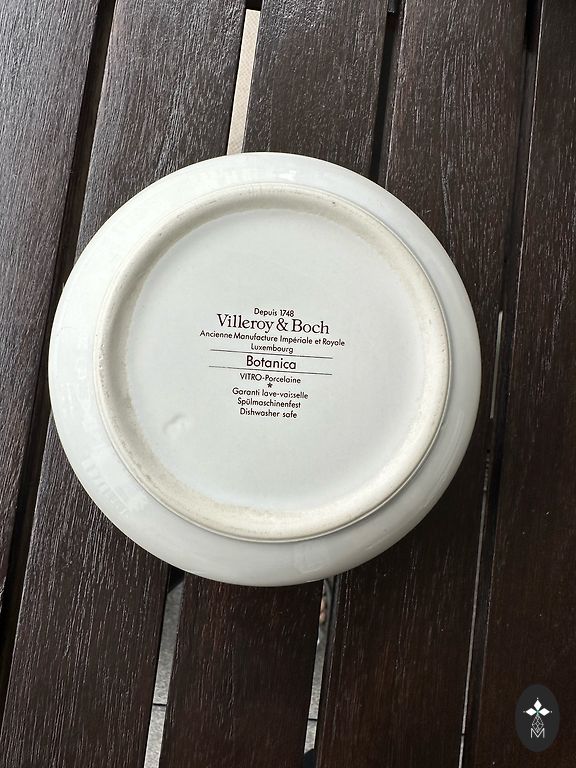 Depuis 1748
Villeroy & Boch
Ancienne Manufacture Impériale et Royale
Luxembourg
Botanica
VITRO-Porcelaine
*
Garanti lave-vaisselle
Spülmaschinenfest
Dishwasher safe
M